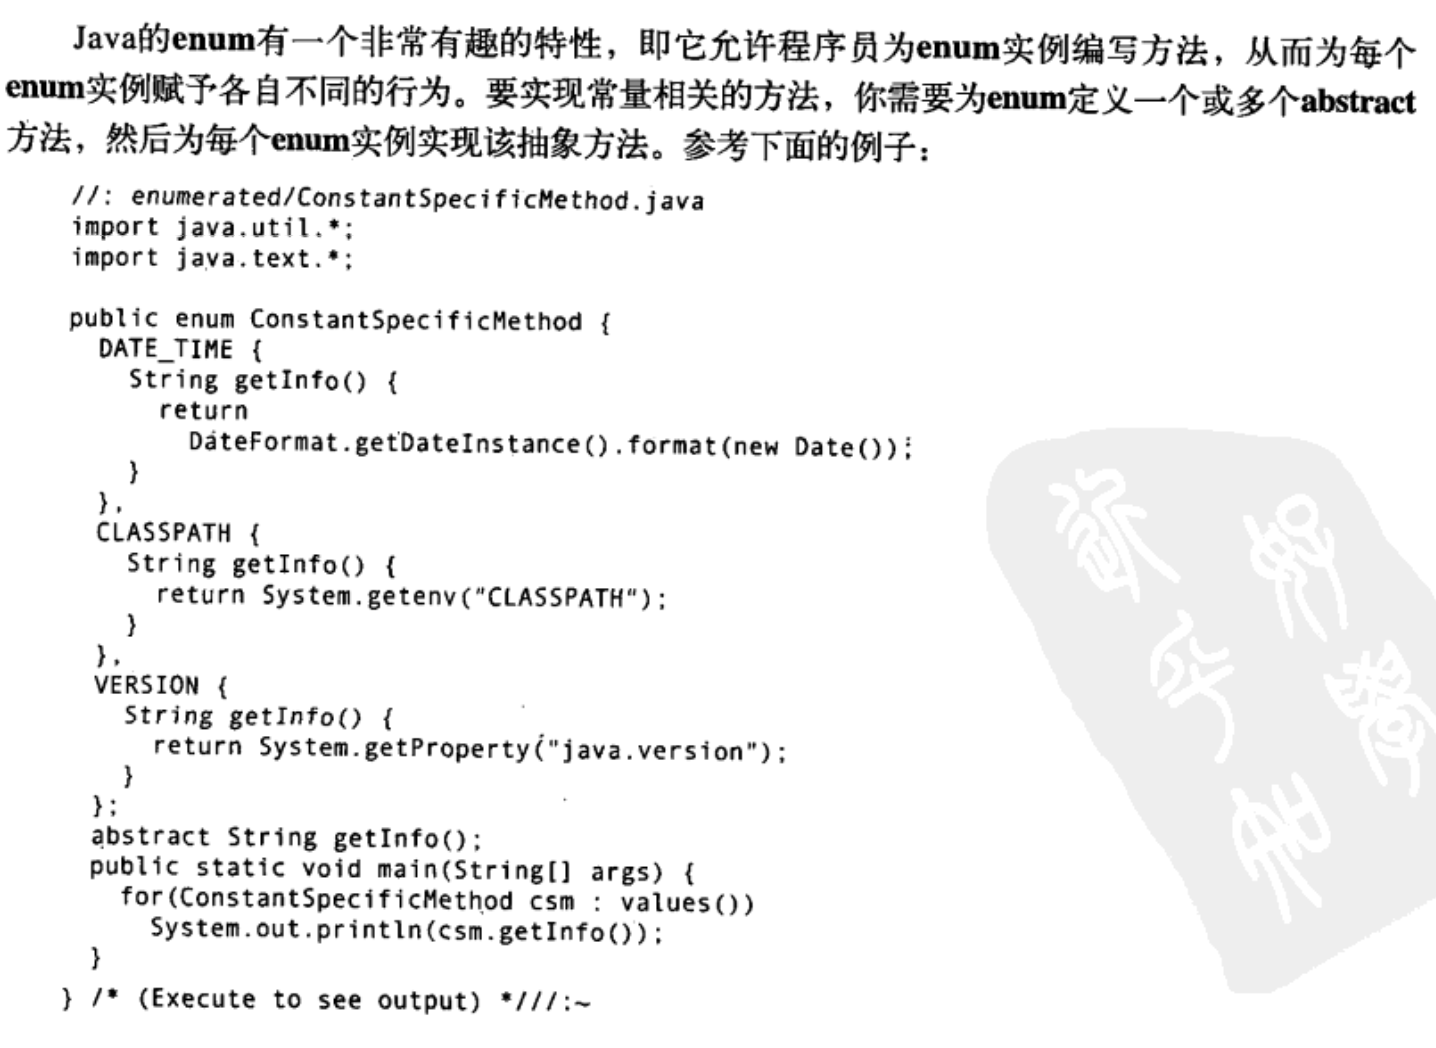 Java的enum有一个非常有趣的特性，即它允许程序员为enum实例编写方法，从而为每个
enum实例赋予各自不同的行为。要实现常量相关的方法，你需要为enum定义一个或多个abstract
方法，然后为每个enum实例实现该抽象方法。参考下面的例子：
//: enumerated/ConstantSpecificMethod.java
import java.util.*;
import java.text.*;
public enum ConstantSpecificMethod {
DATE_TIME {
String getInfo() {
return
DateFormat.getDateInstance().format(new Date());
}
},
CLASSPATH {
String getInfo() {
return System.getenv("CLASSPATH");
}
},
VERSION {
String getInfo() {
return System.getProperty("java.version");
}
};
abstract String getInfo();
public static void main(String[] args) {
for(ConstantSpecificMethod csm : values())
System.out.println(csm.getInfo());
}
} /* (Execute to see output) *///:~